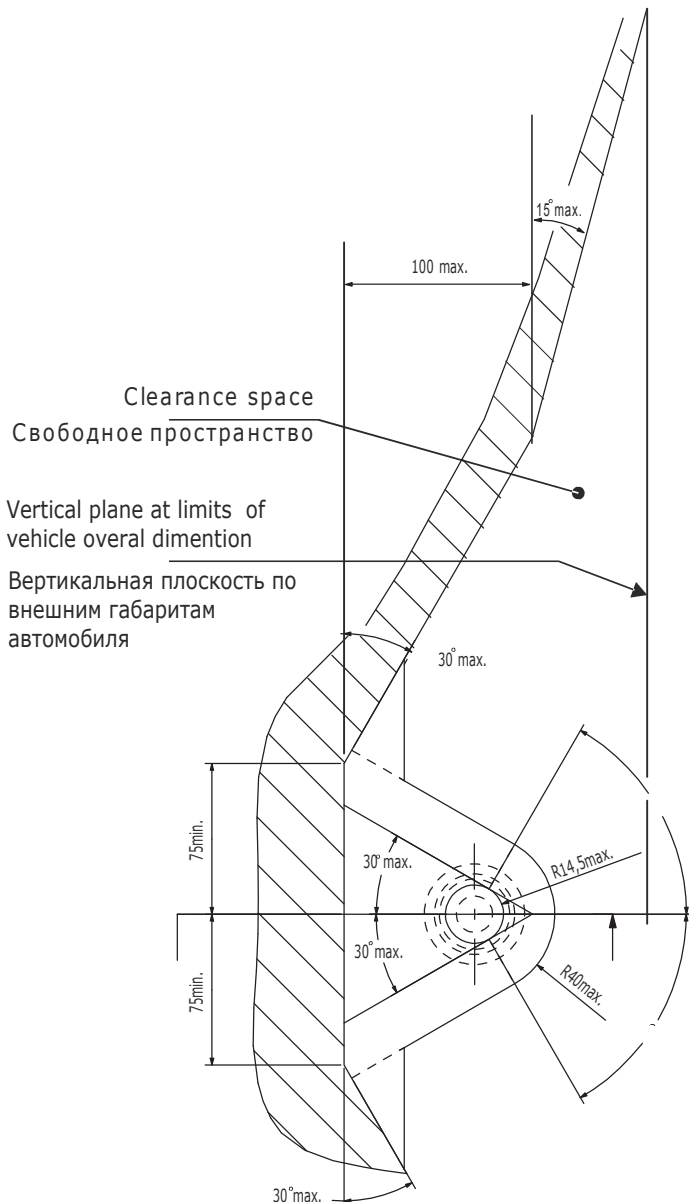 15°max.
100 max.
Clearance space
Свободное пространство
Vertical plane at limits of
vehicle overal dimention
Вертикальная плоскость по
внешним габаритам
автомобиля
30°max.
75min.
30°max.
R14,5max.
30°max.
75min.
R40max.
30°max.